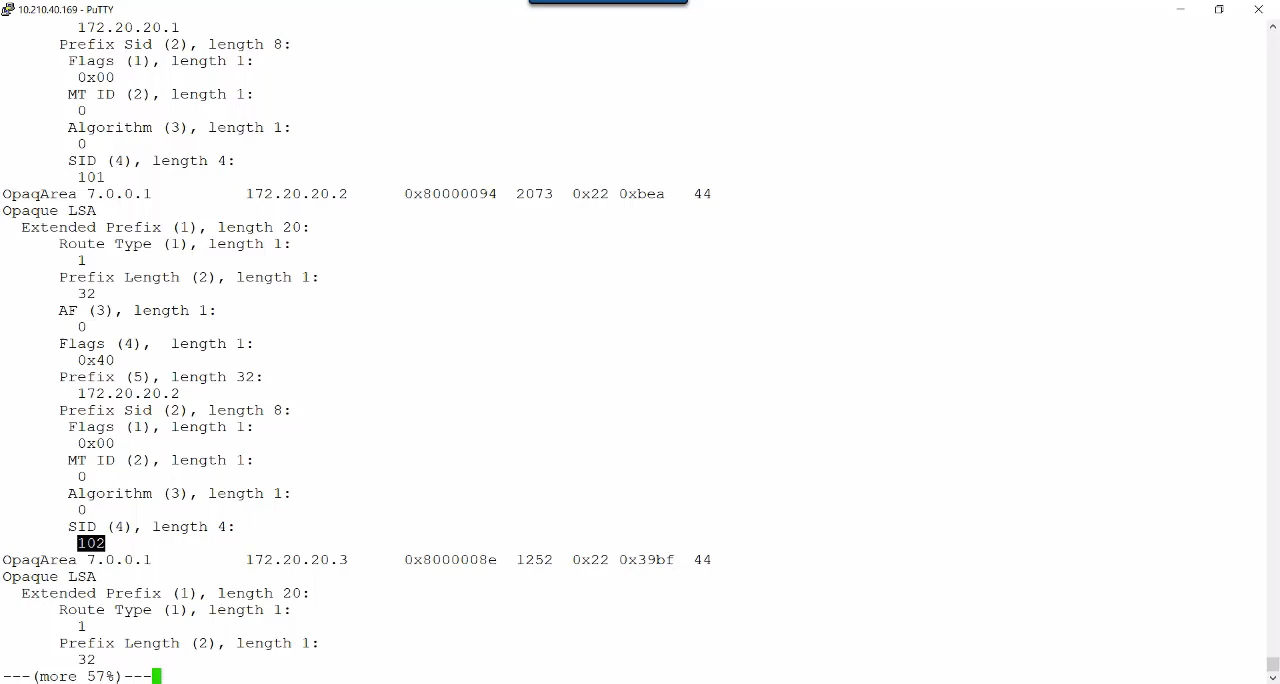 10.210.40.169 - PuTTY
172.20.20.1
Prefix Sid (2), length 8:
Flags (1), length 1:
0x00
MT ID (2), length 1:
0
Algorithm (3), length 1:
0
SID (4), length 4:
101
OpaqArea 7.0.0.1 172.20.20.2 0x80000094 2073 0x22 0xbea 44
Opaque LSA
Extended Prefix (1), length 20:
Route Type (1), length 1:
1
Prefix Length (2), length 1:
32
AF (3), length 1:
0
Flags (4), length 1:
0x40
Prefix (5), length 32:
172.20.20.2
Prefix Sid (2), length 8:
Flags (1), length 1:
0x00
MT ID (2), length 1:
0
Algorithm (3), length 1:
0
SID (4), length 4:
102
OpaqArea 7.0.0.1 172.20.20.3 0x8000008e 1252 0x22 0x39bf 44
Opaque LSA
Extended Prefix (1), length 20:
Route Type (1), length 1:
1
Prefix Length (2), length 1:
32
---(more 57%)---